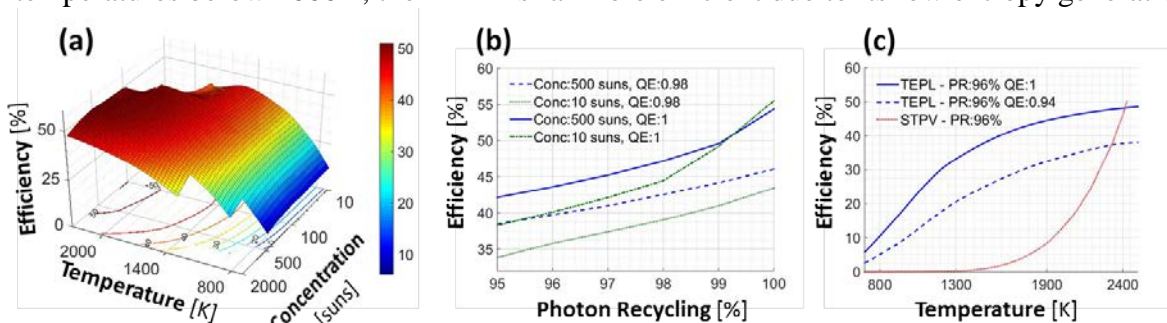 (a)
50
40
30
20
10
Efficiency [%]
50
25
0
2000
1400
800
Temperature [K]
10
100
500
2000
Concentration
[suns]
(b)
60
55
50
45
40
35
Efficiency [%]
Conc:500 suns, QE:0.98
Conc:10 suns, QE:0.98
Conc:500 suns, QE:1
Conc:10 suns, QE:1
95 96 97 98 99 100
Photon Recycling [%]
(c)
60
50
40
30
20
10
0
Efficiency [%]
TEPL - PR:96% QE:1
TEPL - PR:96% QE:0.94
STPV - PR:96%
800 1300 1900 2400
Temperature [K]